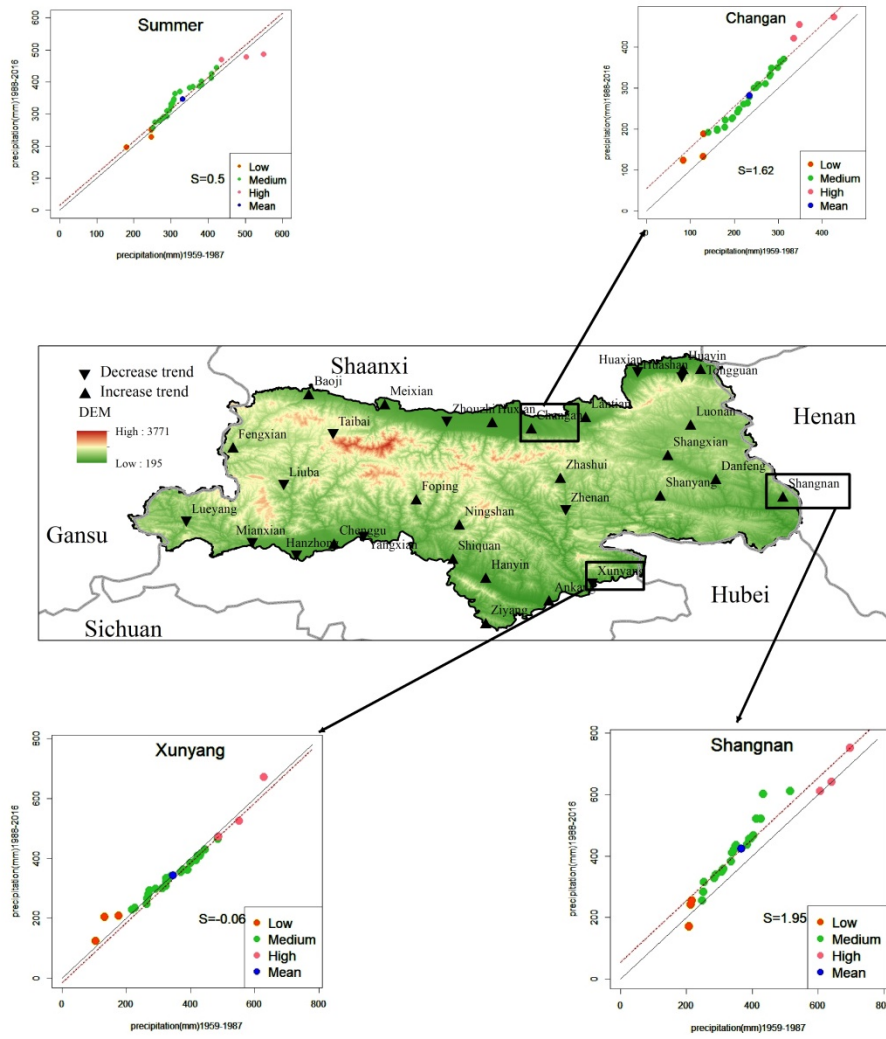 Summer
precipitation(mm)1988-2016
0 100 200 300 400 500 600
S=0.5
Low
Medium
High
Mean
0 100 200 300 400 500 600
precipitation(mm)1959-1987
Changan
precipitation(mm)1988-2016
0 100 200 300 400
S=1.62
Low
Medium
High
Mean
0 100 200 300 400
precipitation(mm)1959-1987
Decrease trend
Increase trend
DEM
High : 3771
Low : 195
Shaanxi
Henan
Gansu
Sichuan
Hubei
Baoji
Meixian
Huaxian
Huashan
Huayin
Tongguan
Zhouzhi
Huxian
Changan
Lantian
Luonan
Fengxian
Taibai
Shangxian
Liuba
Foping
Zhashui
Danfeng
Shangnan
Shanyang
Lueyang
Ningshan
Zhenan
Mianxian
Hanzhong
Chenggu
Yangxian
Shiquan
Hanyin
Xunyang
Ankang
Ziyang
Xunyang
precipitation(mm)1988-2016
0 200 400 600 800
S=-0.06
Low
Medium
High
Mean
0 200 400 600 800
precipitation(mm)1959-1987
Shangnan
precipitation(mm)1988-2016
0 200 400 600 800
S=1.95
Low
Medium
High
Mean
0 200 400 600
precipitation(mm)1959-1987